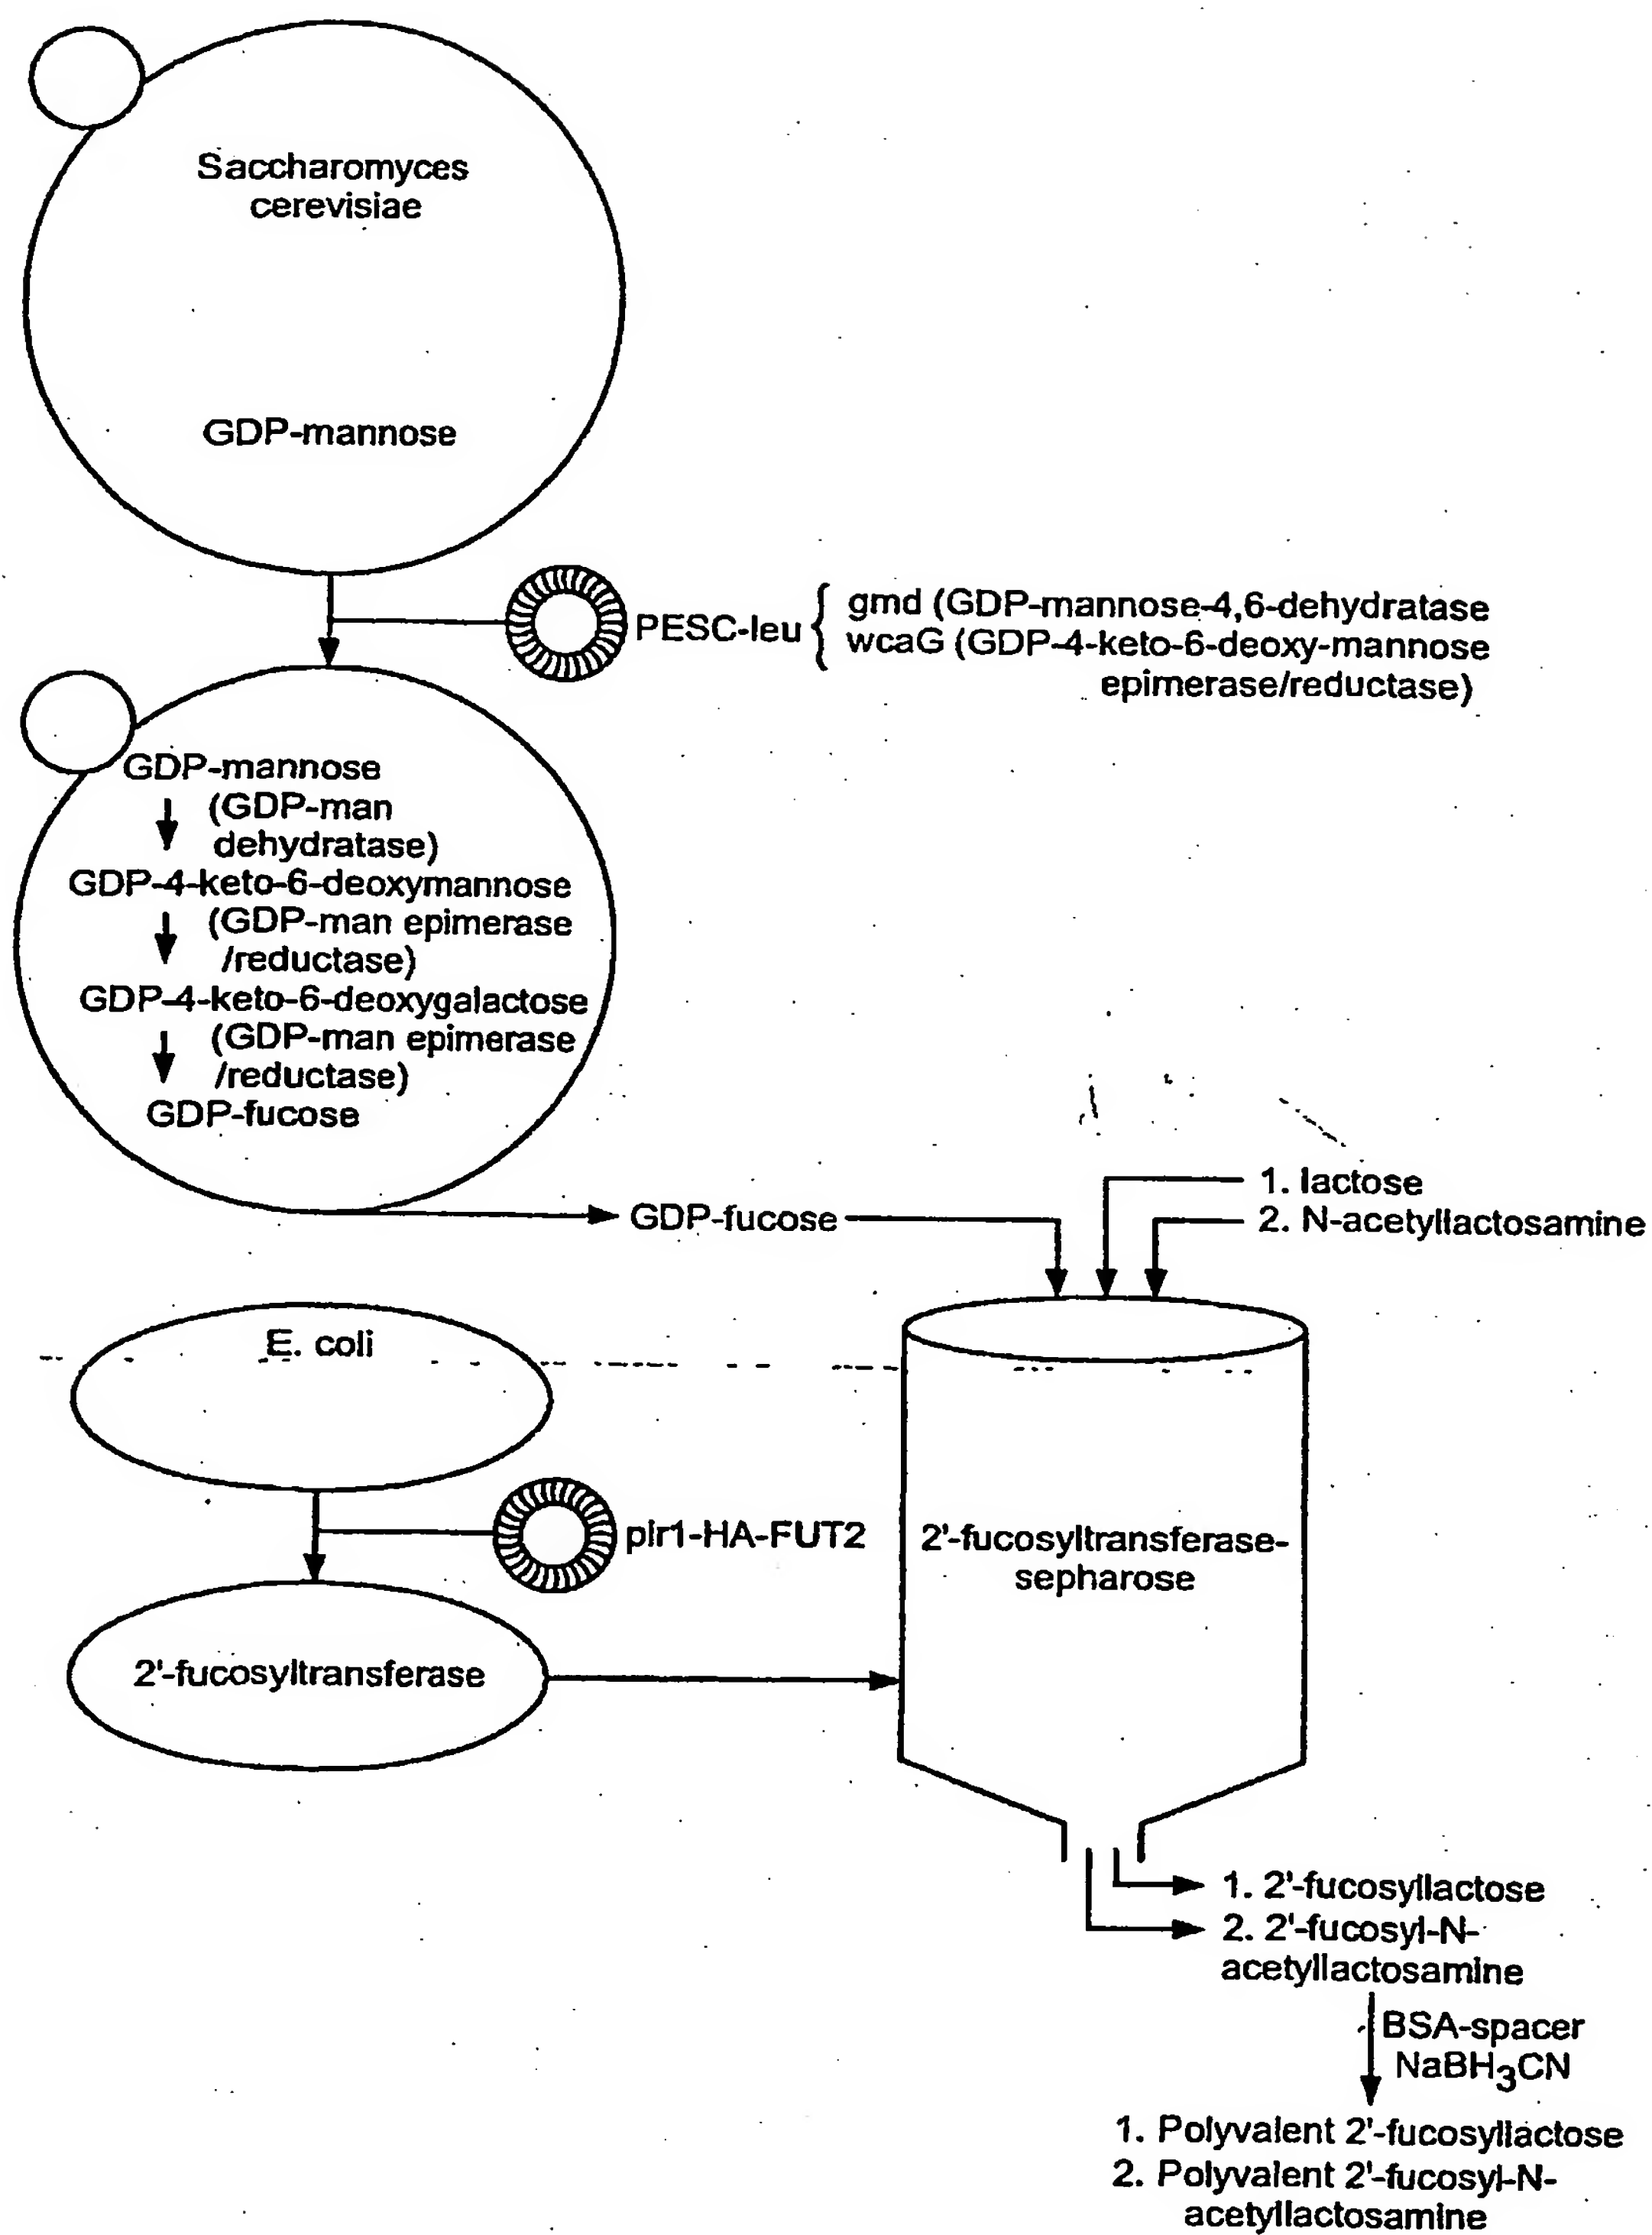 Saccharomyces
cerevisiae
GDP-mannose
PESC-leu
gmd (GDP-mannose-4,6-dehydratase
wcaG (GDP-4-keto-6-deoxy-mannose
epimerase/reductase)
GDP-mannose
(GDP-man
dehydratase)
GDP-4-keto-6-deoxymannose
(GDP-man epimerase
/reductase)
GDP-4-keto-6-deoxygalactose
(GDP-man epimerase
/reductase)
GDP-fucose
GDP-fucose
1. lactose
2. N-acetyllactosamine
E. coli
plr1-HA-FUT2
2'-fucosyltransferase-
sepharose
2'-fucosyltransferase
1. 2'-fucosyllactose
2. 2'-fucosyl-N-
acetyllactosamine
BSA-spacer
NaBH3CN
1. Polyvalent 2'-fucosyllactose
2. Polyvalent 2'-fucosyl-N-
acetyllactosamine